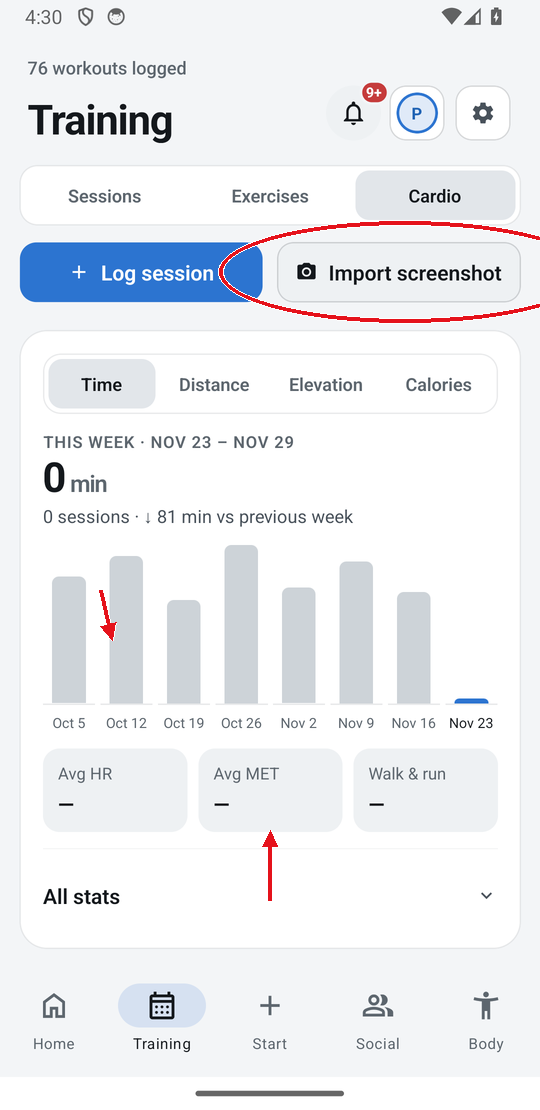 4:30
76 workouts logged
Training
9+
P
Sessions Exercises Cardio
+ Log session
Import screenshot
Time Distance Elevation Calories
THIS WEEK · NOV 23 – NOV 29
0 min
0 sessions · ↓ 81 min vs previous week
Oct 5 Oct 12 Oct 19 Oct 26 Nov 2 Nov 9 Nov 16 Nov 23
Avg HR Avg MET Walk & run
– – –
All stats
Home Training Start Social Body